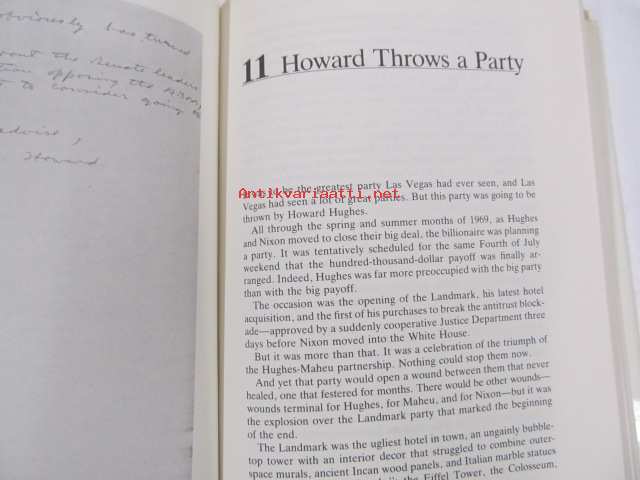 obviously has turned
about the Senate leaders
opposing the ABM
to consider going
Howard
11 Howard Throws a Party
Antikvariaatti.net
be the greatest party Las Vegas had ever seen, and Las
Vegas had seen a lot of great parties. But this party was going to be
thrown by Howard Hughes.
All through the spring and summer months of 1969, as Hughes
and Nixon moved to close their big deal, the billionaire was planning
a party. It was tentatively scheduled for the same Fourth of July
weekend that the hundred-thousand-dollar payoff was finally ar-
ranged. Indeed, Hughes was far more preoccupied with the big party
than with the big payoff.
The occasion was the opening of the Landmark, his latest hotel
acquisition, and the first of his purchases to break the antitrust block-
ade—approved by a suddenly cooperative Justice Department three
days before Nixon moved into the White House.
But it was more than that. It was a celebration of the triumph of
the Hughes-Maheu partnership. Nothing could stop them now.
And yet that party would open a wound between them that never
healed, one that festered for months. There would be other wounds—
wounds terminal for Hughes, for Maheu, and for Nixon—but it was
the explosion over the Landmark party that marked the beginning
of the end.
The Landmark was the ugliest hotel in town, an ungainly bubble-
top tower with an interior decor that struggled to combine outer-
space murals, ancient Incan wood panels, and Italian marble statues
the Eiffel Tower, the Colosseum,